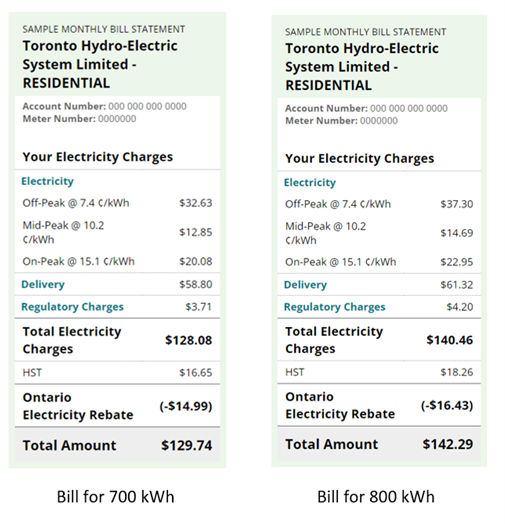 SAMPLE MONTHLY BILL STATEMENT
Toronto Hydro-Electric
System Limited -
RESIDENTIAL
Account Number: 000 000 000 0000
Meter Number: 0000000
Your Electricity Charges
Electricity
Off-Peak @ 7.4 ¢/kWh $32.63
Mid-Peak @ 10.2
¢/kWh $12.85
On-Peak @ 15.1 ¢/kWh $20.08
Delivery $58.80
Regulatory Charges $3.71
Total Electricity
Charges $128.08
HST $16.65
Ontario
Electricity Rebate (-$14.99)
Total Amount $129.74
Bill for 700 kWh
SAMPLE MONTHLY BILL STATEMENT
Toronto Hydro-Electric
System Limited -
RESIDENTIAL
Account Number: 000 000 000 0000
Meter Number: 0000000
Your Electricity Charges
Electricity
Off-Peak @ 7.4 ¢/kWh $37.30
Mid-Peak @ 10.2
¢/kWh $14.69
On-Peak @ 15.1 ¢/kWh $22.95
Delivery $61.32
Regulatory Charges $4.20
Total Electricity
Charges $140.46
HST $18.26
Ontario
Electricity Rebate (-$16.43)
Total Amount $142.29
Bill for 800 kWh